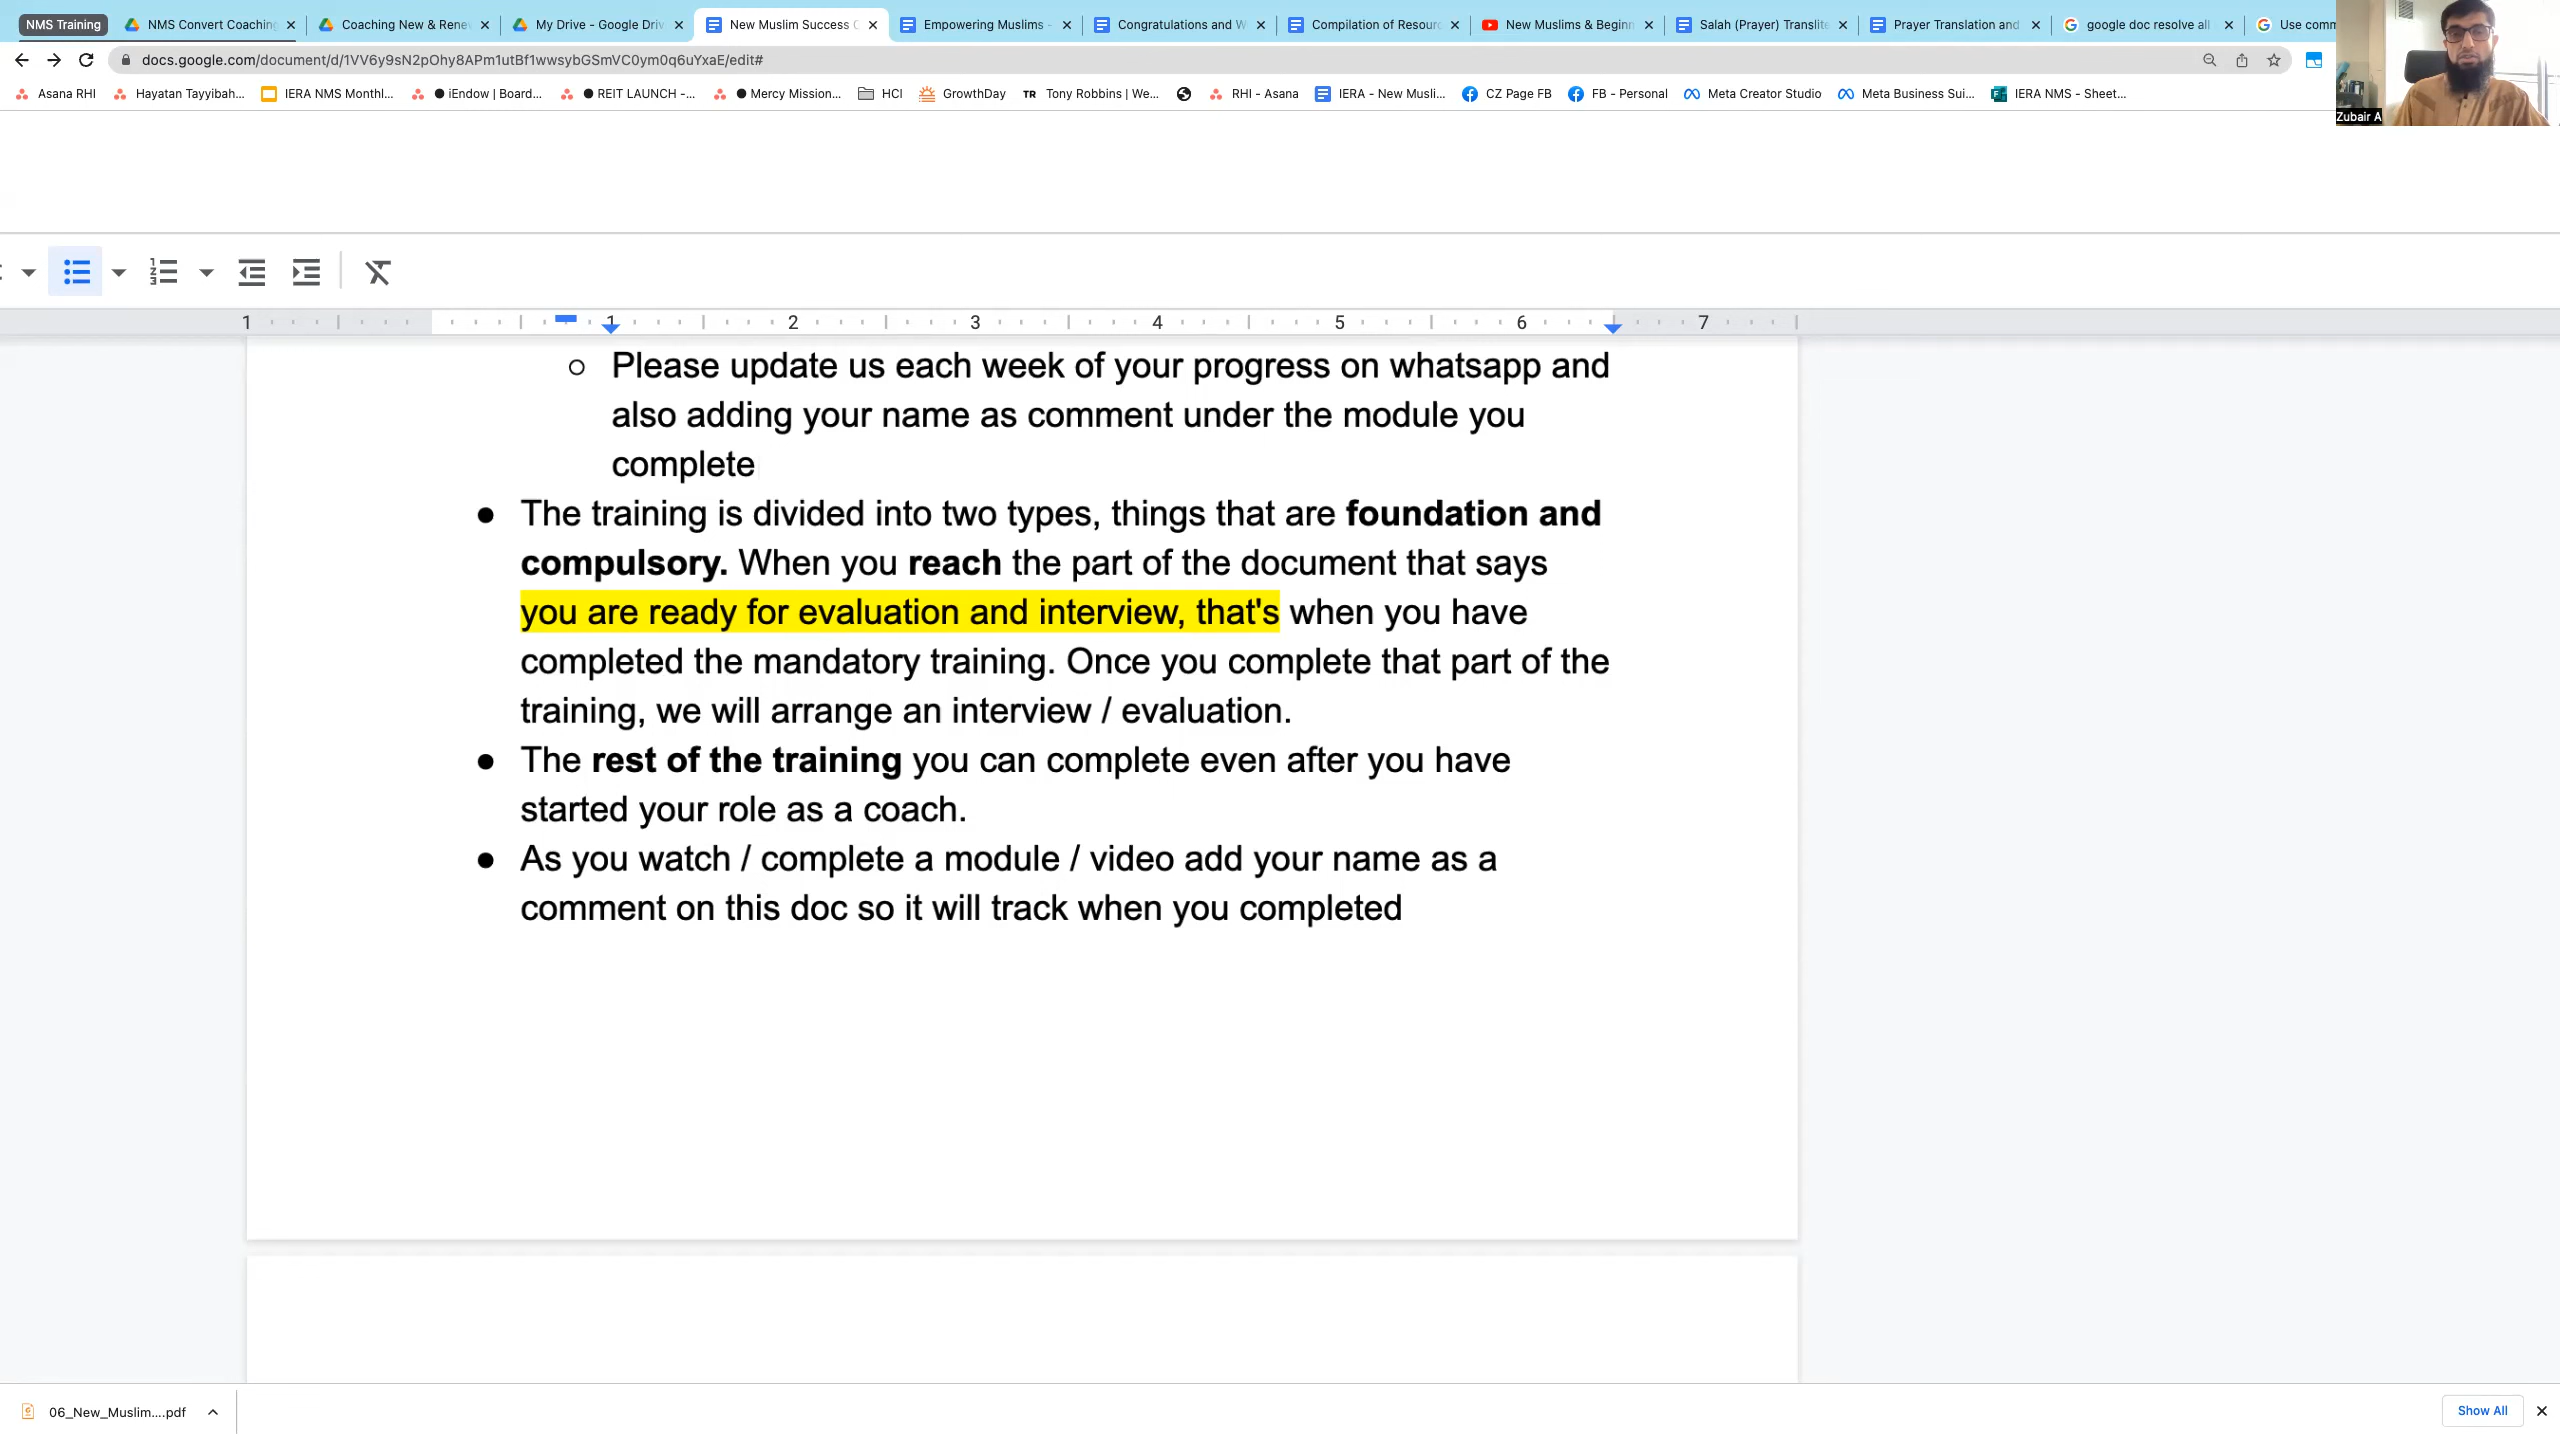 NMS Training
NMS Convert Coaching
Coaching New & Rene
My Drive - Google Driv
New Muslim Success C
Empowering Muslims -
Congratulations and W
Compilation of Resourc
New Muslims & Beginn
Salah (Prayer) Translite
Prayer Translation and
google doc resolve all
Use comm
docs.google.com/document/d/1VV6y9sN2pOhy8APm1utBf1wwsybGSmVC0ym0q6uYxaE/edit#
Asana RHI
Hayatan Tayyibah...
IERA NMS Monthl...
iEndow | Board...
REIT LAUNCH -...
Mercy Mission...
HCI
GrowthDay
TR Tony Robbins | We...
RHI - Asana
IERA - New Musli...
CZ Page FB
FB - Personal
Meta Creator Studio
Meta Business Sui...
IERA NMS - Sheet...
Zubair A
1 1 2 3 4 5 6 7
Please update us each week of your progress on whatsapp and
also adding your name as comment under the module you
complete
The training is divided into two types, things that are foundation and
compulsory. When you reach the part of the document that says
you are ready for evaluation and interview, that's when you have
completed the mandatory training. Once you complete that part of the
training, we will arrange an interview / evaluation.
The rest of the training you can complete even after you have
started your role as a coach.
As you watch / complete a module / video add your name as a
comment on this doc so it will track when you completed
06_New_Muslim....pdf
Show All